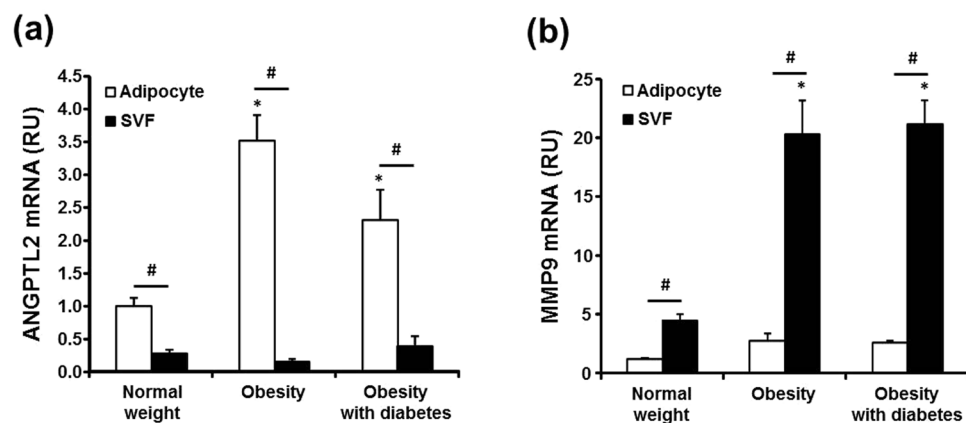 (a)
ANGPTL2 mRNA (RU)
4.5
4.0
3.5
3.0
2.5
2.0
1.5
1.0
0.5
0.0
Adipocyte
SVF
#
#
*
#
*
Normal
weight
Obesity
Obesity
with diabetes
(b)
MMP9 mRNA (RU)
25
20
15
10
5
0
Adipocyte
SVF
#
#
*
#
*
Normal
weight
Obesity
Obesity
with diabetes